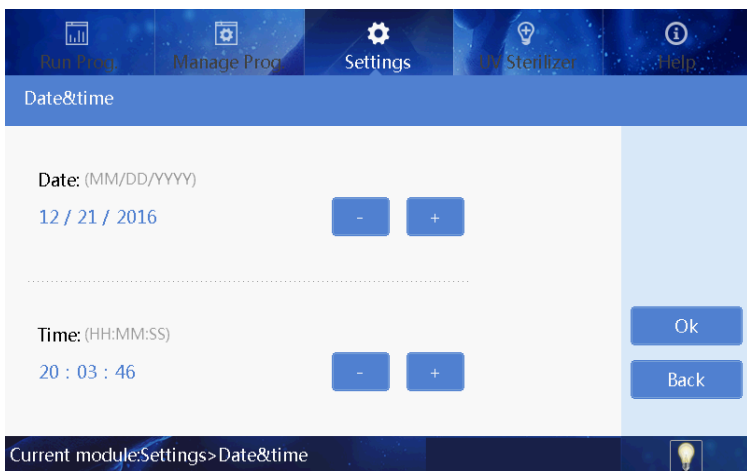 Run Prog.
Manage Prog.
Settings
UV Sterilizer
Help
Date&time
Date: (MM/DD/YYYY)
12 / 21 / 2016
- +
Time: (HH:MM:SS)
20 : 03 : 46
- +
Ok
Back
Current module:Settings>Date&time